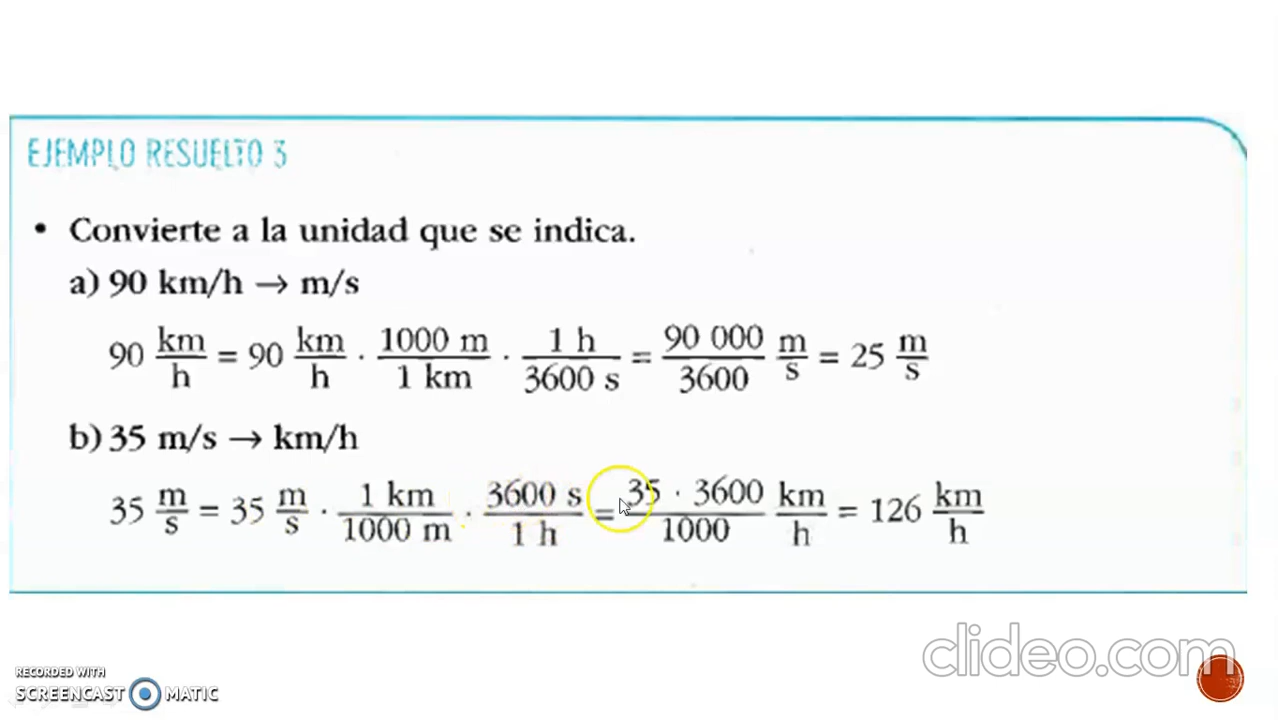 EJEMPLO RESUELTO 3
• Convierte a la unidad que se indica.
a) 90 km/h → m/s
90 km/h = 90 km/h · 1000 m/1 km · 1 h/3600 s = 90 000/3600 m/s = 25 m/s
b) 35 m/s → km/h
35 m/s = 35 m/s · 1 km/1000 m · 3600 s/1 h = 35 · 3600/1000 km/h = 126 km/h
clideo.com
RECORDED WITH
SCREENCAST MATIC